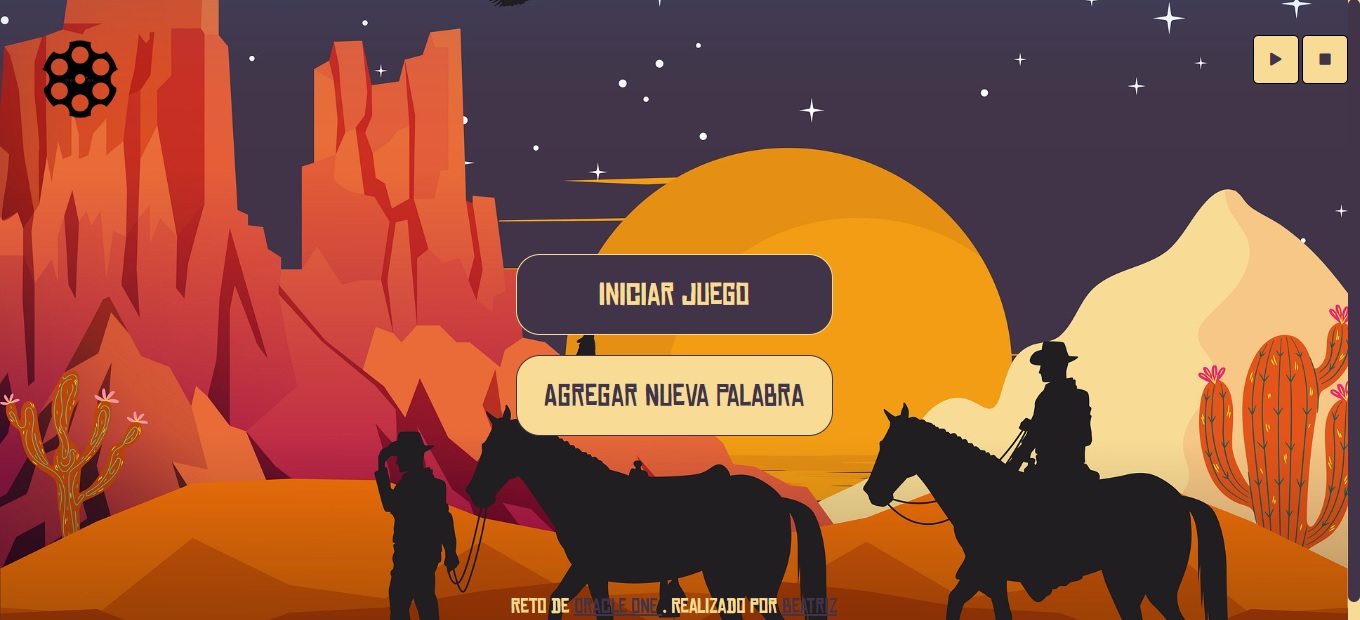 INICIAR JUEGO
AGREGAR NUEVA PALABRA
RETO DE ORACLE ONE . REALIZADO POR BEATRIZ